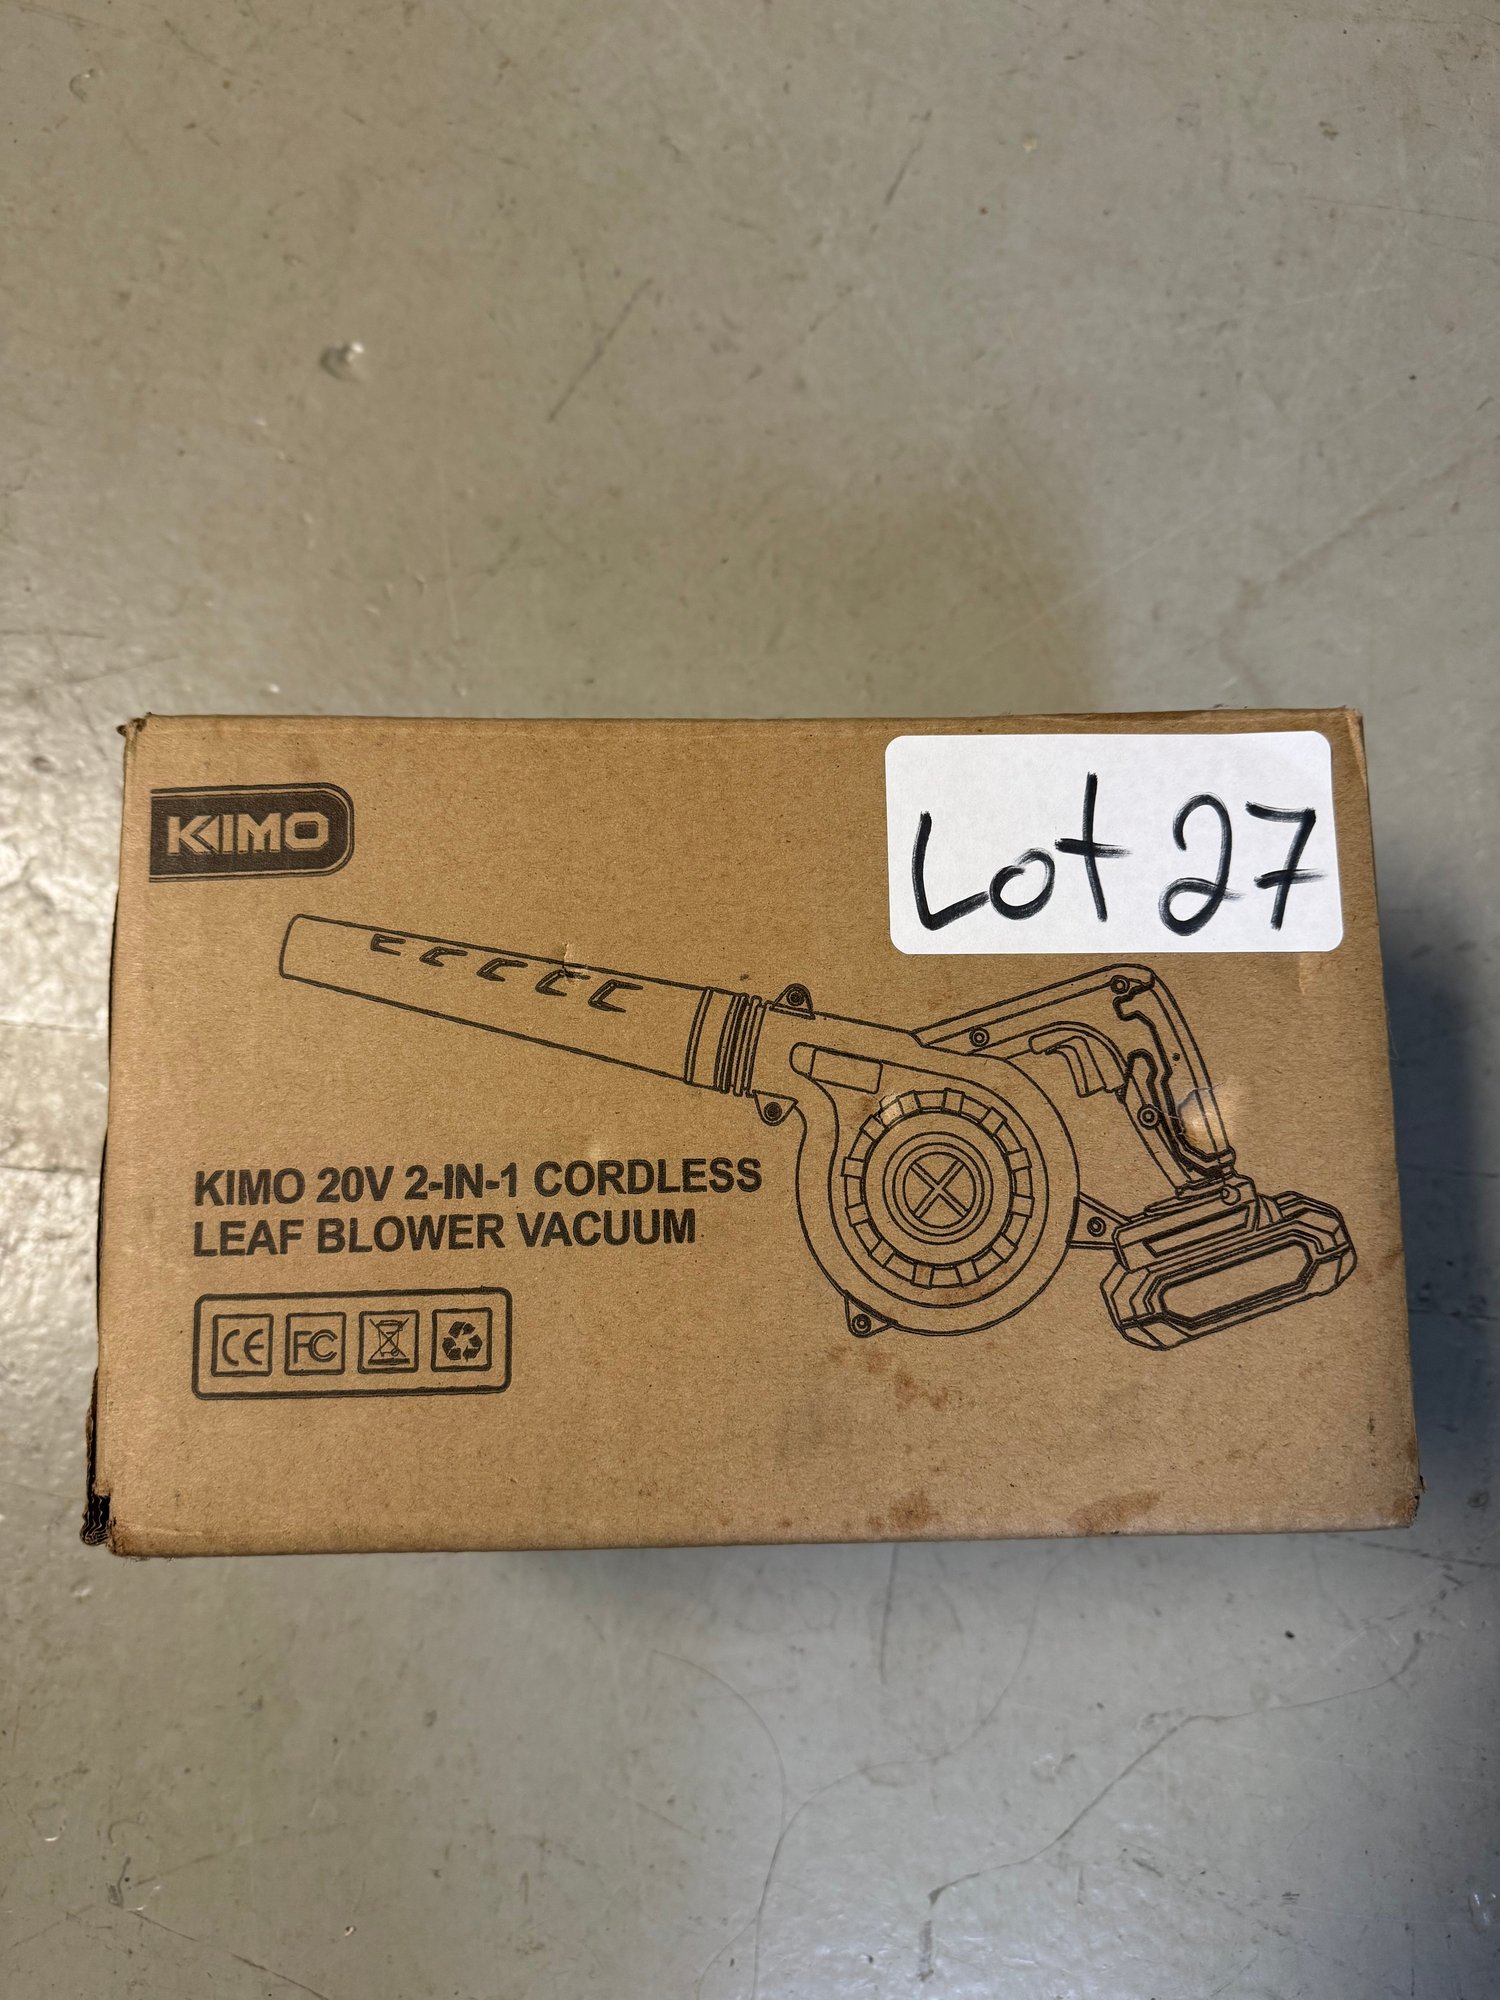 KIMO
Lot 27
KIMO 20V 2-IN-1 CORDLESS
LEAF BLOWER VACUUM
CE FC